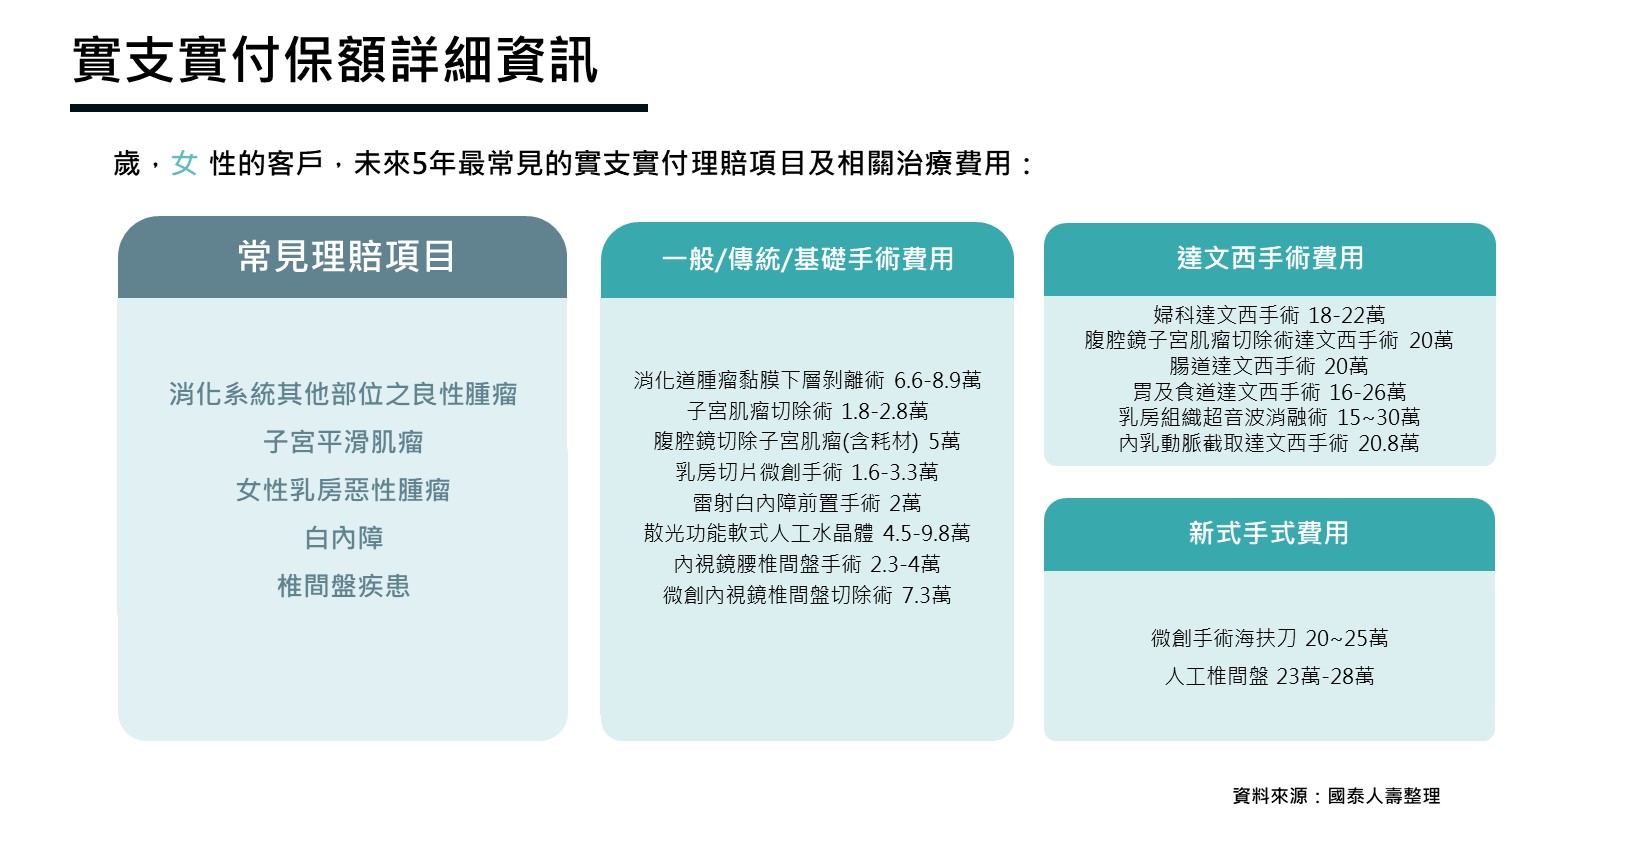 實支實付保額詳細資訊
歲，女 性的客戶，未來5年最常見的實支實付理賠項目及相關治療費用：
常見理賠項目
消化系統其他部位之良性腫瘤
子宮平滑肌瘤
女性乳房惡性腫瘤
白內障
椎間盤疾患
一般/傳統/基礎手術費用
消化道腫瘤黏膜下層剝離術 6.6-8.9萬
子宮肌瘤切除術 1.8-2.8萬
腹腔鏡切除子宮肌瘤(含耗材) 5萬
乳房切片微創手術 1.6-3.3萬
雷射白內障前置手術 2萬
散光功能軟式人工水晶體 4.5-9.8萬
內視鏡腰椎間盤手術 2.3-4萬
微創內視鏡椎間盤切除術 7.3萬
達文西手術費用
婦科達文西手術 18-22萬
腹腔鏡子宮肌瘤切除術達文西手術 20萬
腸道達文西手術 20萬
胃及食道達文西手術 16-26萬
乳房組織超音波消融術 15~30萬
內乳動脈截取達文西手術 20.8萬
新式手式費用
微創手術海扶刀 20~25萬
人工椎間盤 23萬-28萬
資料來源：國泰人壽整理